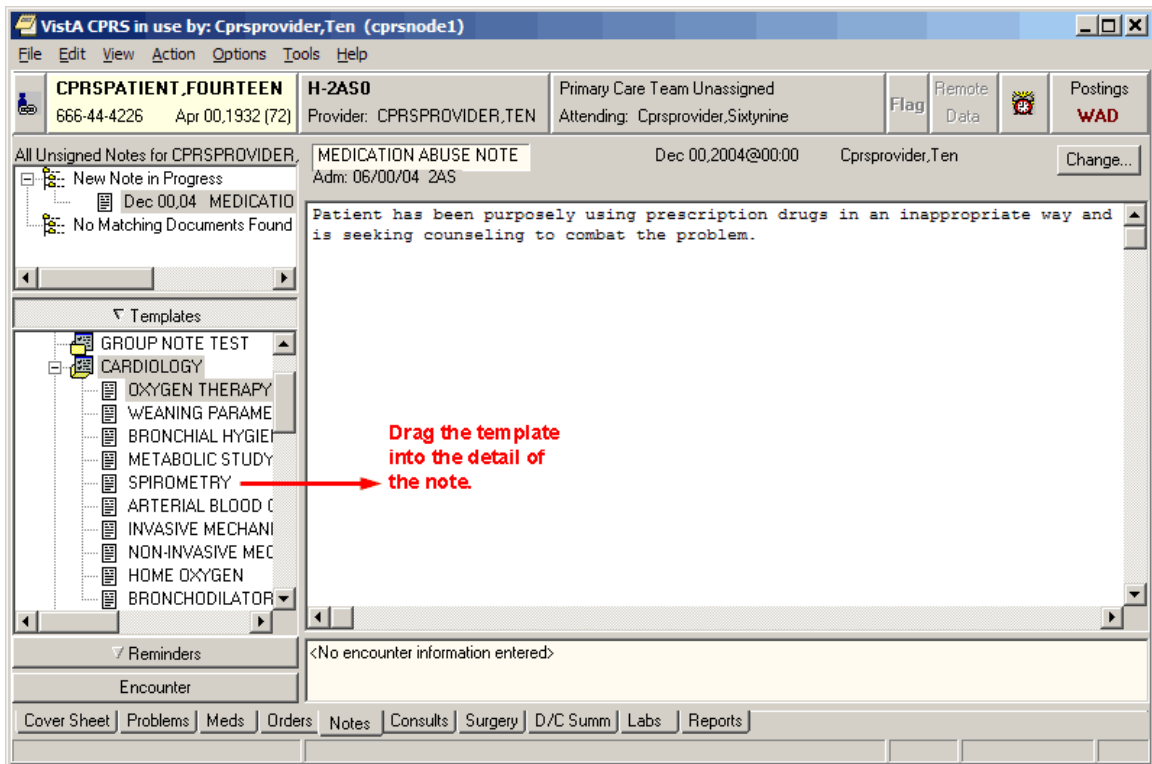 VistA CPRS in use by: Cprsprovider,Ten (cprsnode1)
File Edit View Action Options Tools Help
CPRSPATIENT,FOURTEEN
666-44-4226 Apr 00,1932 (72)
H-2AS0
Provider: CPRSPROVIDER,TEN
Primary Care Team Unassigned
Attending: Cprsprovider,Sixtynine
Flag
Remote
Data
Postings
WAD
All Unsigned Notes for CPRSPROVIDER,
New Note in Progress
Dec 00,04 MEDICATIO
No Matching Documents Found
MEDICATION ABUSE NOTE Dec 00,2004@00:00 Cprsprovider,Ten Change...
Adm: 06/00/04 2AS
Patient has been purposely using prescription drugs in an inappropriate way and
is seeking counseling to combat the problem.
Templates
GROUP NOTE TEST
CARDIOLOGY
OXYGEN THERAPY
WEANING PARAME
BRONCHIAL HYGIEI
METABOLIC STUDY
SPIROMETRY
ARTERIAL BLOOD (
INVASIVE MECHANI
NON-INVASIVE MEC
HOME OXYGEN
BRONCHODILATOR
Drag the template
into the detail of
the note.
Reminders
Encounter
<No encounter information entered>
Cover Sheet Problems Meds Orders Notes Consults Surgery D/C Summ Labs Reports